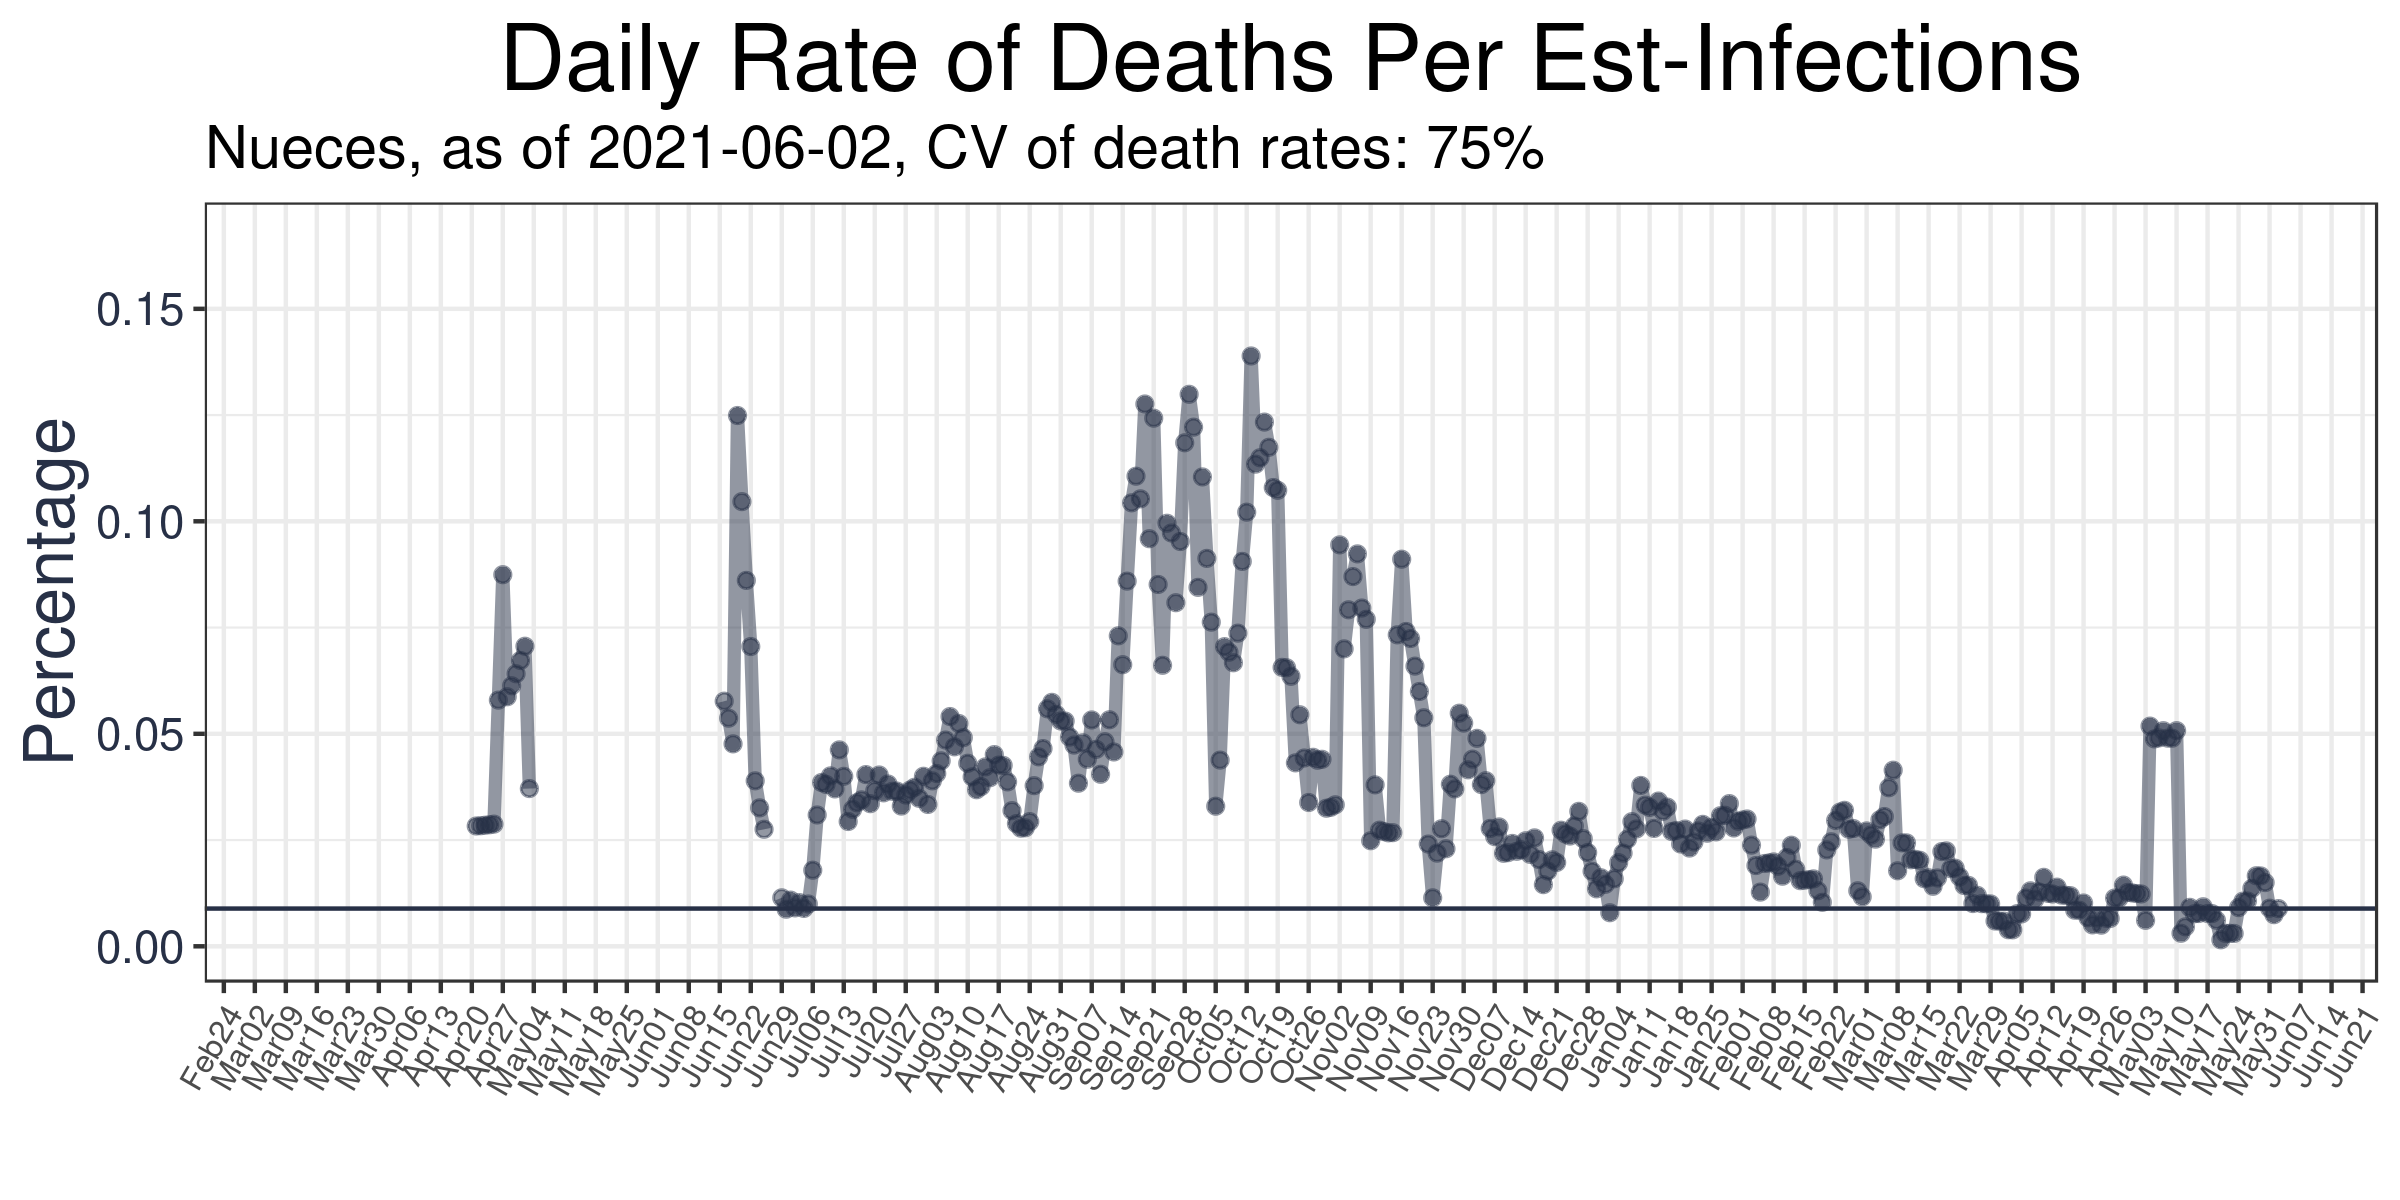 Daily Rate of Deaths Per Est-Infections
Nueces, as of 2021-06-02, CV of death rates: 75%
Percentage
0.15
0.10
0.05
0.00
Feb24
Mar02
Mar09
Mar16
Mar23
Mar30
Apr06
Apr13
Apr20
Apr27
May04
May11
May18
May25
Jun01
Jun08
Jun15
Jun22
Jun29
Jul06
Jul13
Jul20
Jul27
Aug03
Aug10
Aug17
Aug24
Aug31
Sep07
Sep14
Sep21
Sep28
Oct05
Oct12
Oct19
Oct26
Nov02
Nov09
Nov16
Nov23
Nov30
Dec07
Dec14
Dec21
Dec28
Jan04
Jan11
Jan18
Jan25
Feb01
Feb08
Feb15
Feb22
Mar01
Mar08
Mar15
Mar22
Mar29
Apr05
Apr12
Apr19
Apr26
May03
May10
May17
May24
May31
Jun07
Jun14
Jun21